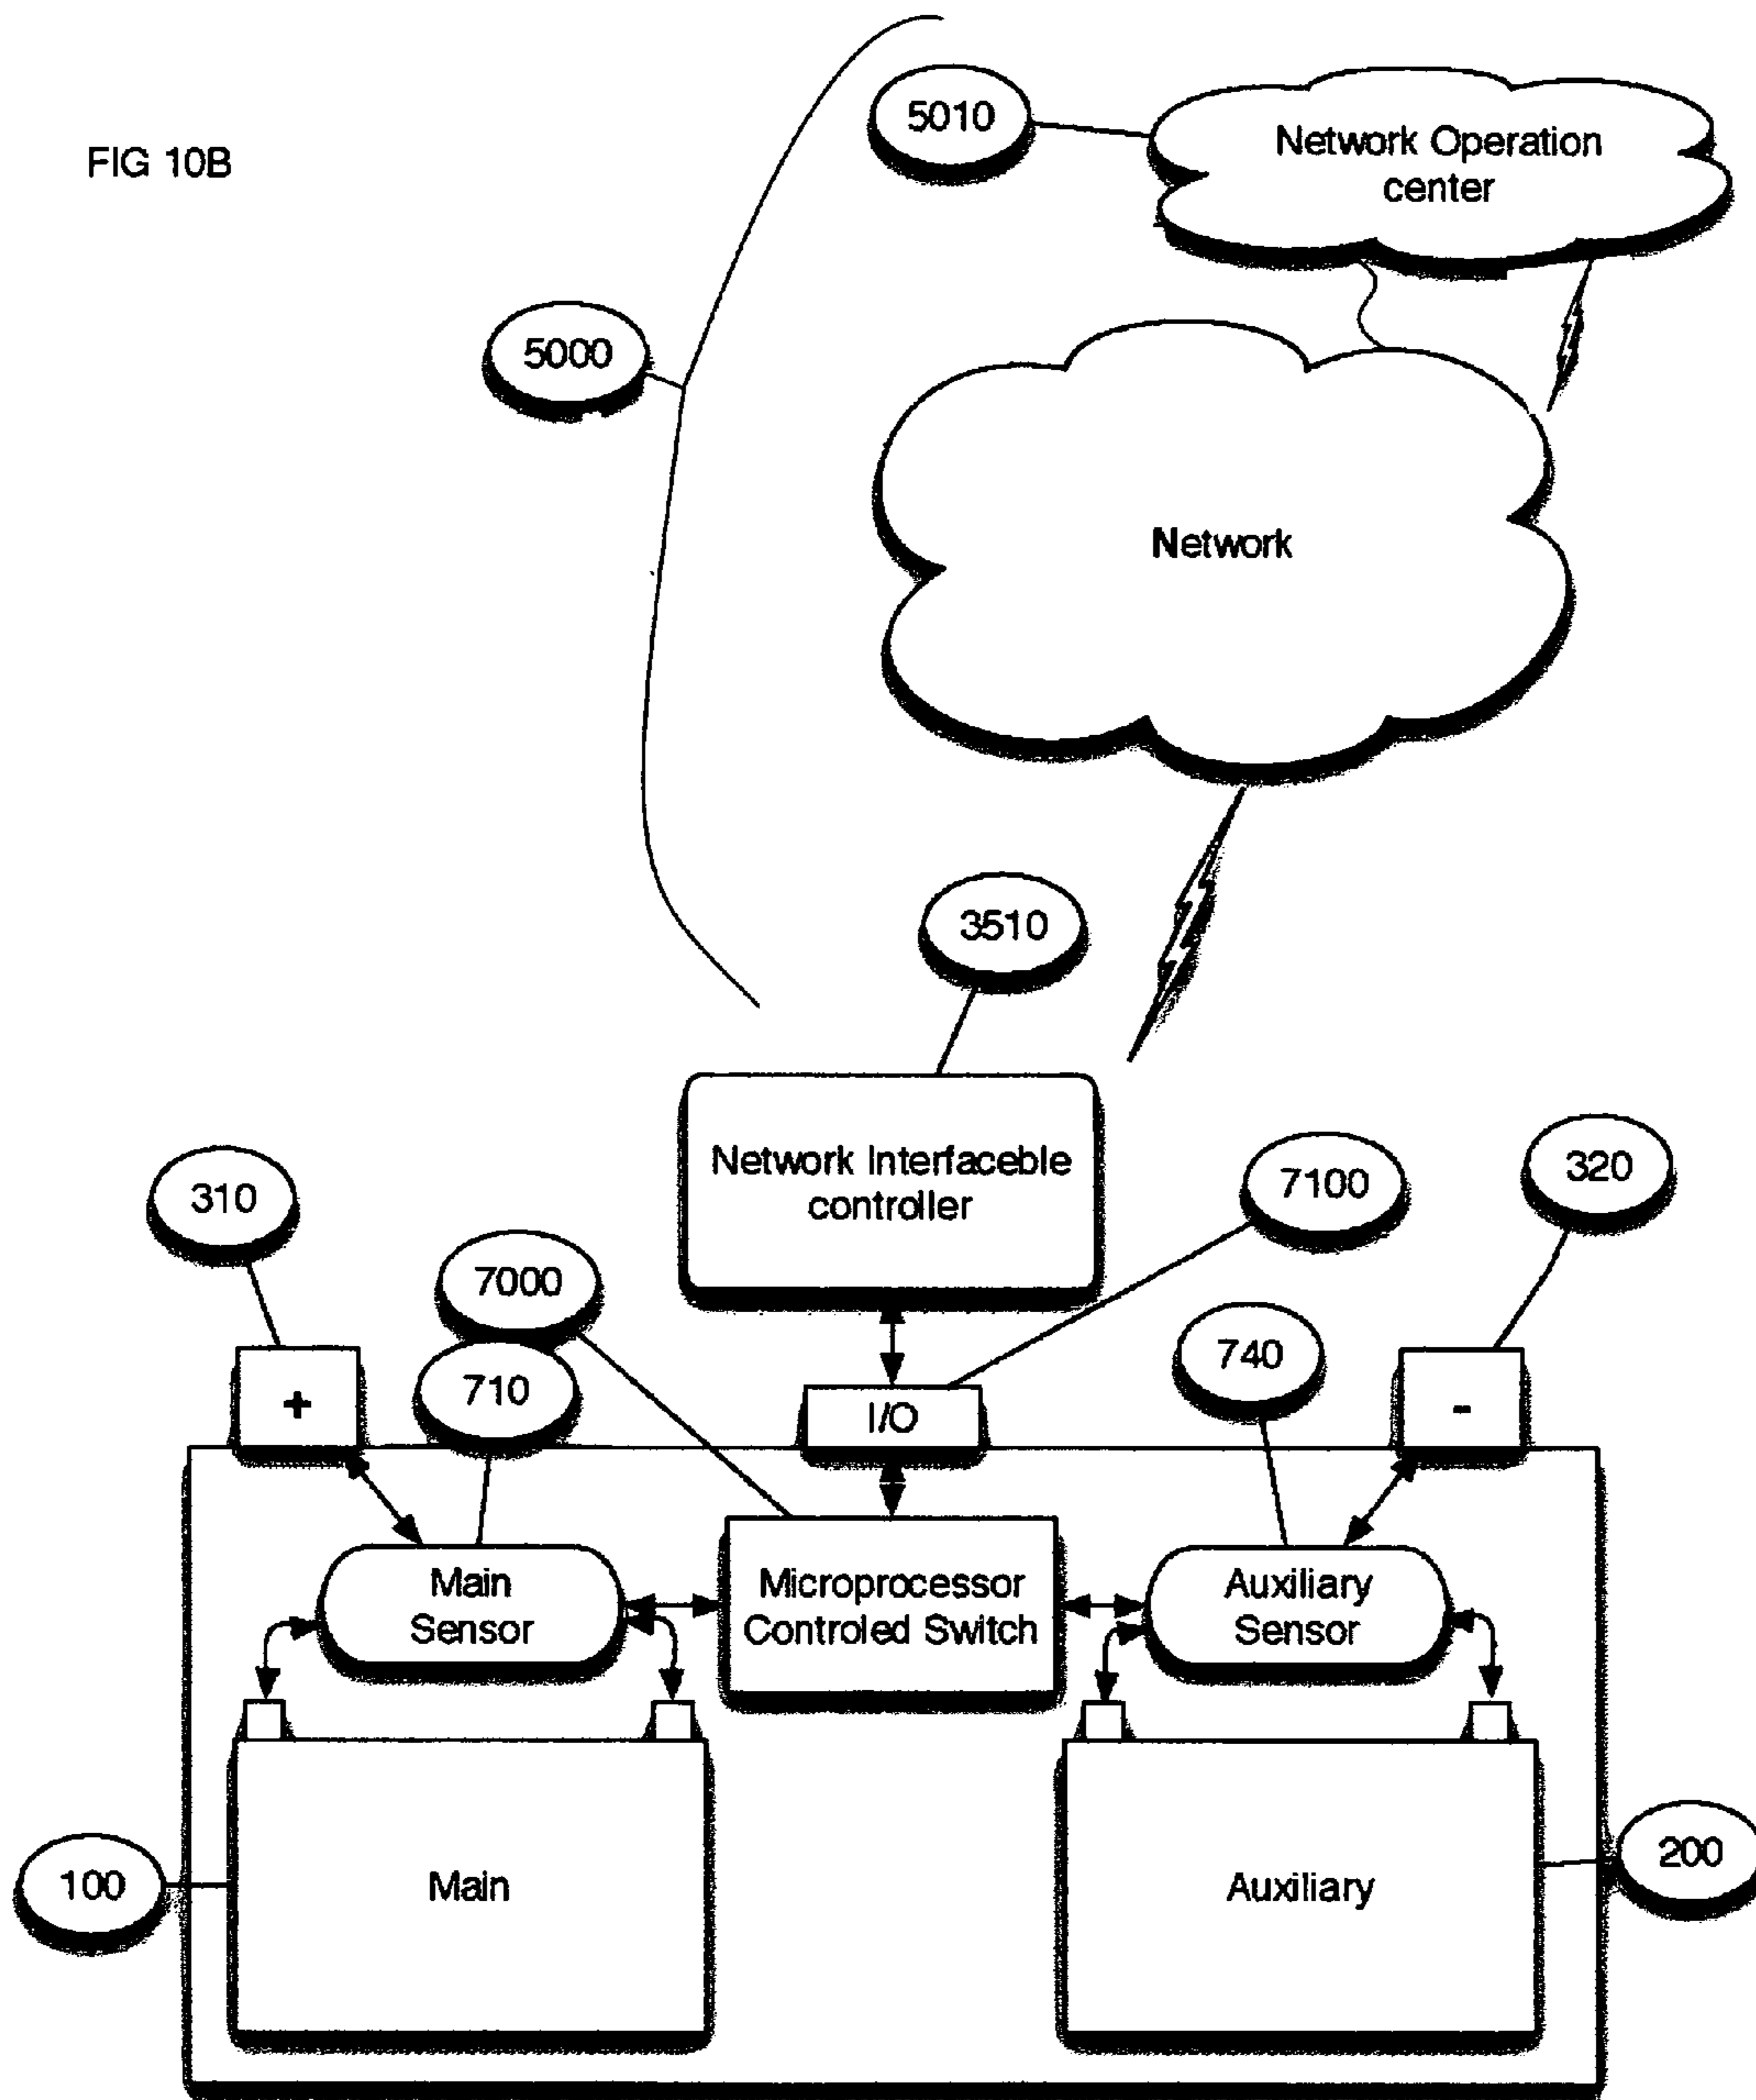 FIG 10B
5010
Network Operation
center
5000
Network
3510
Network Interfaceble
controller
310
7000
7100
320
710
740
+
I/O
-
Main
Sensor
Microprocessor
Controled Switch
Auxiliary
Sensor
100
Main
Auxiliary
200